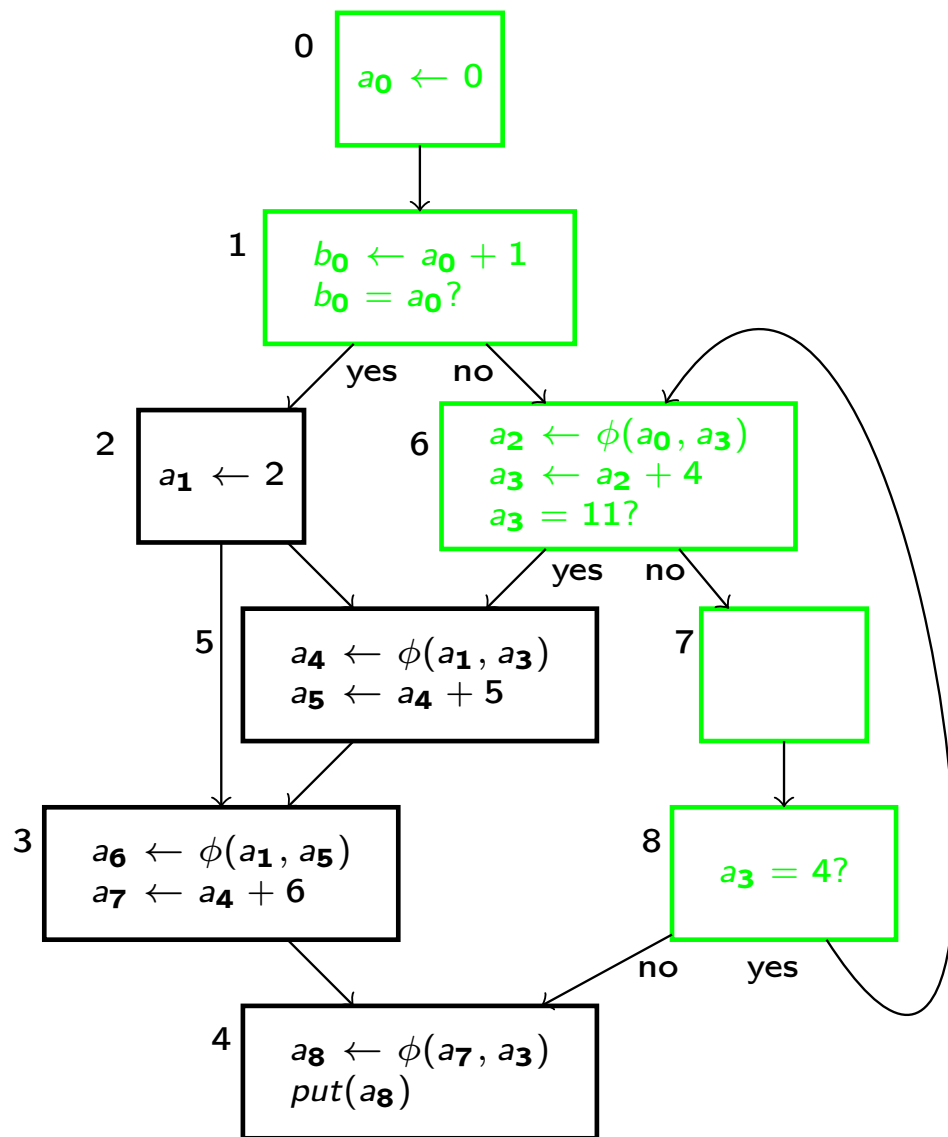 0
a₀ ← 0
1
b₀ ← a₀ + 1
b₀ = a₀?
yes no
2
a₁ ← 2
6
a₂ ← ϕ(a₀, a₃)
a₃ ← a₂ + 4
a₃ = 11?
yes no
5
a₄ ← ϕ(a₁, a₃)
a₅ ← a₄ + 5
7
3
a₆ ← ϕ(a₁, a₅)
a₇ ← a₄ + 6
8
a₃ = 4?
no yes
4
a₈ ← ϕ(a₇, a₃)
put(a₈)